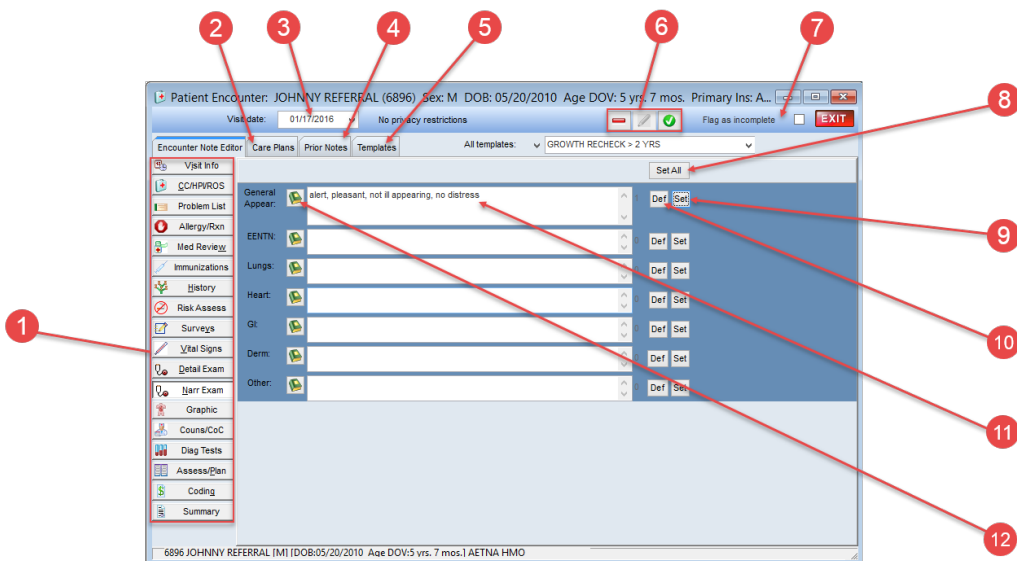 2 3 4 5 6 7
Patient Encounter: JOHNNY REFERRAL (6896) Sex: M DOB: 05/20/2010 Age DOV: 5 yrs. 7 mos. Primary Ins: A...
Visit date: 01/17/2016 No privacy restrictions Flag as incomplete EXIT
8
Encounter Note Editor Care Plans Prior Notes Templates All templates: GROWTH RECHECK > 2 YRS
Visit Info
Set All
CC/HPI/ROS
General Appear: alert, pleasant, not ill appearing, no distress 1 Def Set
Problem List
Allergy/Rxn
EENTN: 0 Def Set
9
Med Review
Lungs: 0 Def Set
Immunizations
History
Heart: 0 Def Set
Risk Assess
1
GI: 0 Def Set
Surveys
10
Vital Signs
Derm: 0 Def Set
Detail Exam
Other: 0 Def Set
Narr Exam
Graphic
11
Couns/CoC
Diag Tests
Assess/Plan
Coding
Summary
12
6896 JOHNNY REFERRAL [M] [DOB:05/20/2010 Age DOV:5 yrs. 7 mos.] AETNA HMO